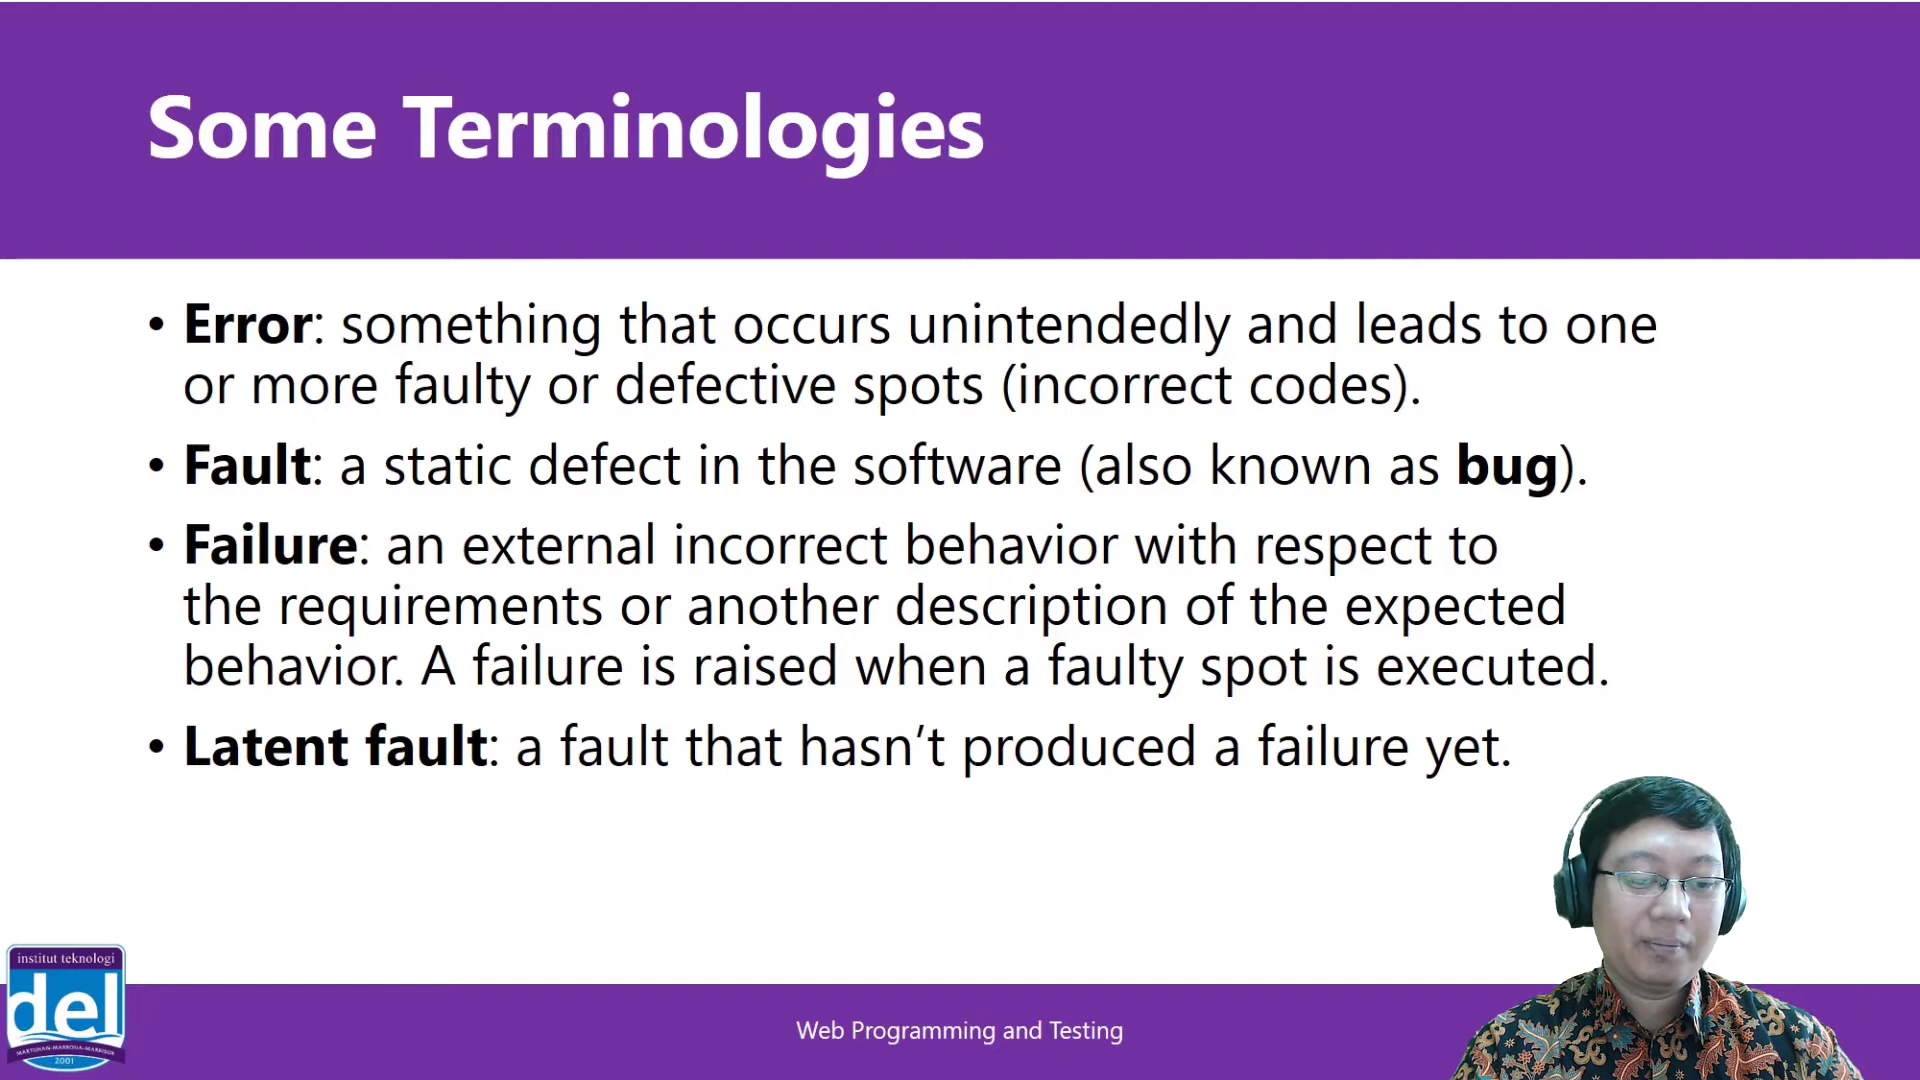 Some Terminologies
• Error: something that occurs unintendedly and leads to one
or more faulty or defective spots (incorrect codes).
• Fault: a static defect in the software (also known as bug).
• Failure: an external incorrect behavior with respect to
the requirements or another description of the expected
behavior. A failure is raised when a faulty spot is executed.
• Latent fault: a fault that hasn’t produced a failure yet.
institut teknologi
del
MARTUHAN-MARROHA-MARBISUK
2001
Web Programming and Testing